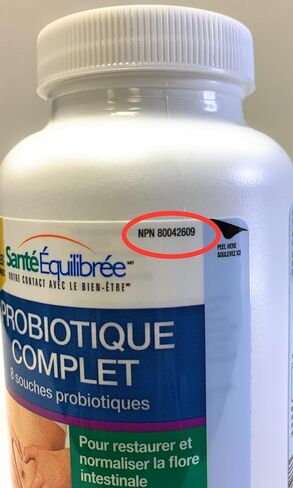 NPN 80042609
PEEL HERE
SOULEVEZ ICI
SantéÉquilibrée
VOTRE CONTACT AVEC LE BIEN-ÊTRE
PROBIOTIQUE
COMPLET
8 souches probiotiques
Pour restaurer et
normaliser la flore
intestinale